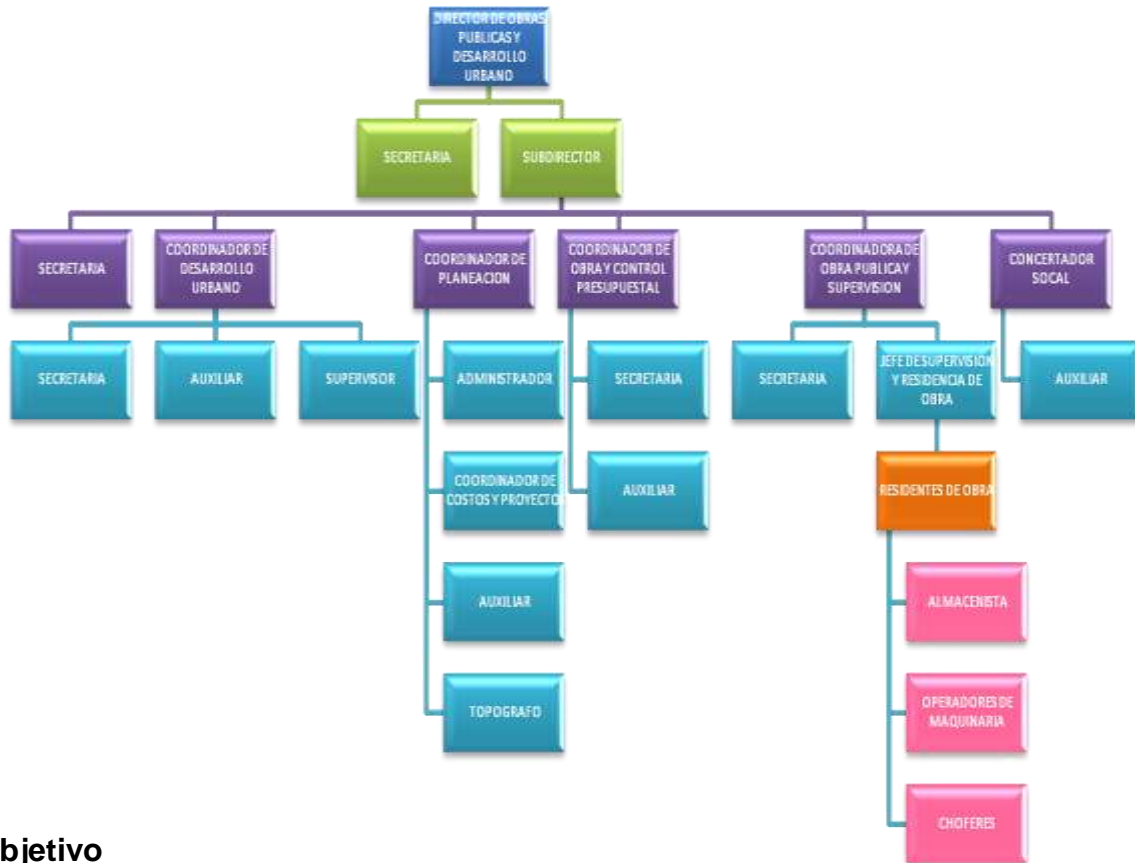 DIRECTOR DE OBRAS
PUBLICAS Y
DESARROLLO
URBANO
SECRETARIA
SUBDIRECTOR
SECRETARIA
COORDINADOR DE
DESARROLLO
URBANO
COORDINADOR DE
PLANEACION
COORDINADOR DE
OBRA Y CONTROL
PRESUPUESTAL
COORDINADORA DE
OBRA PUBLICA Y
SUPERVISION
CONCERTADOR
SOCAL
SECRETARIA
AUXILIAR
SUPERVISOR
ADMINISTRADOR
SECRETARIA
SECRETARIA
JEFE DE SUPERVISION
Y RESIDENCIA DE
OBRA
AUXILIAR
COORDINADOR DE
COSTOS Y PROYECTOS
AUXILIAR
RESIDENTES DE OBRA
AUXILIAR
ALMACENISTA
TOPOGRAFO
OPERADORES DE
MAQUINARIA
CHOFERES
bjetivo